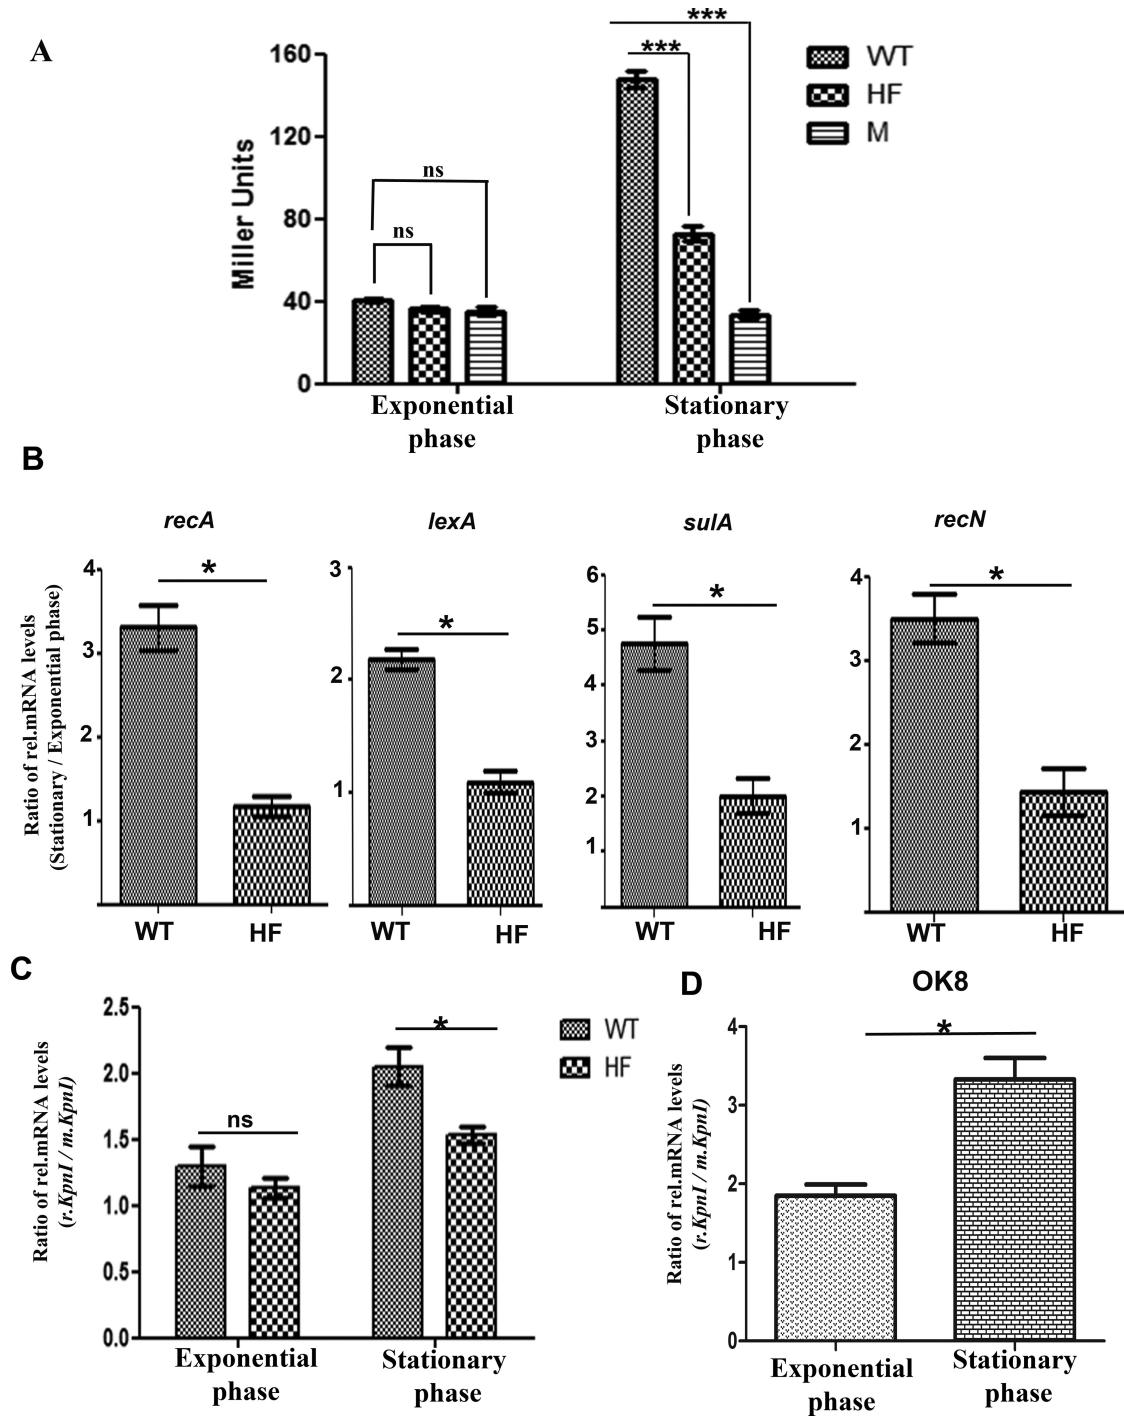 A
Miller Units
160
120
80
40
0
ns
ns
***
***
WT
HF
M
Exponential
phase
Stationary
phase
B
recA
lexA
sulA
recN
Ratio of rel.mRNA levels
(Stationary / Exponential phase)
4
3
2
1
*
WT
HF
3
2
1
*
WT
HF
6
5
4
3
2
1
*
WT
HF
4
3
2
1
*
WT
HF
C
Ratio of rel.mRNA levels
(r.KpnI / m.KpnI)
2.5
2.0
1.5
1.0
0.5
0.0
ns
*
WT
HF
Exponential
phase
Stationary
phase
D
OK8
Ratio of rel.mRNA levels
(r.KpnI / m.KpnI)
4
3
2
1
0
*
Exponential
phase
Stationary
phase